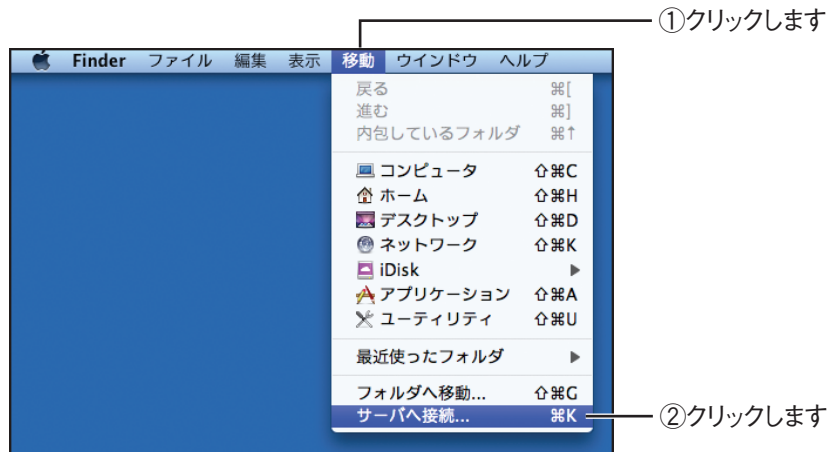 ①クリックします
Finder ファイル 編集 表示 移動 ウインドウ ヘルプ
戻る ⌘[
進む ⌘]
内包しているフォルダ ⌘↑
コンピュータ ⇧⌘C
ホーム ⇧⌘H
デスクトップ ⇧⌘D
ネットワーク ⇧⌘K
iDisk ▶
アプリケーション ⇧⌘A
ユーティリティ ⇧⌘U
最近使ったフォルダ ▶
フォルダへ移動... ⇧⌘G
サーバへ接続... ⌘K
②クリックします